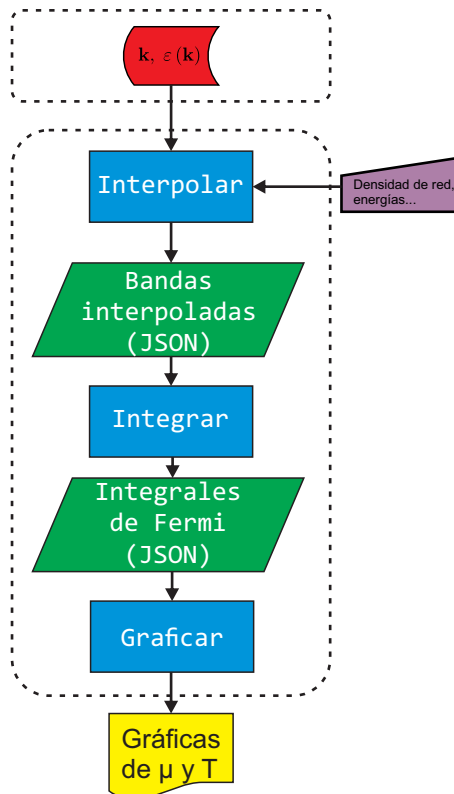 k, ε(k)
Interpolar
Densidad de red,
energías...
Bandas
interpoladas
(JSON)
Integrar
Integrales
de Fermi
(JSON)
Graficar
Gráficas
de µ y T